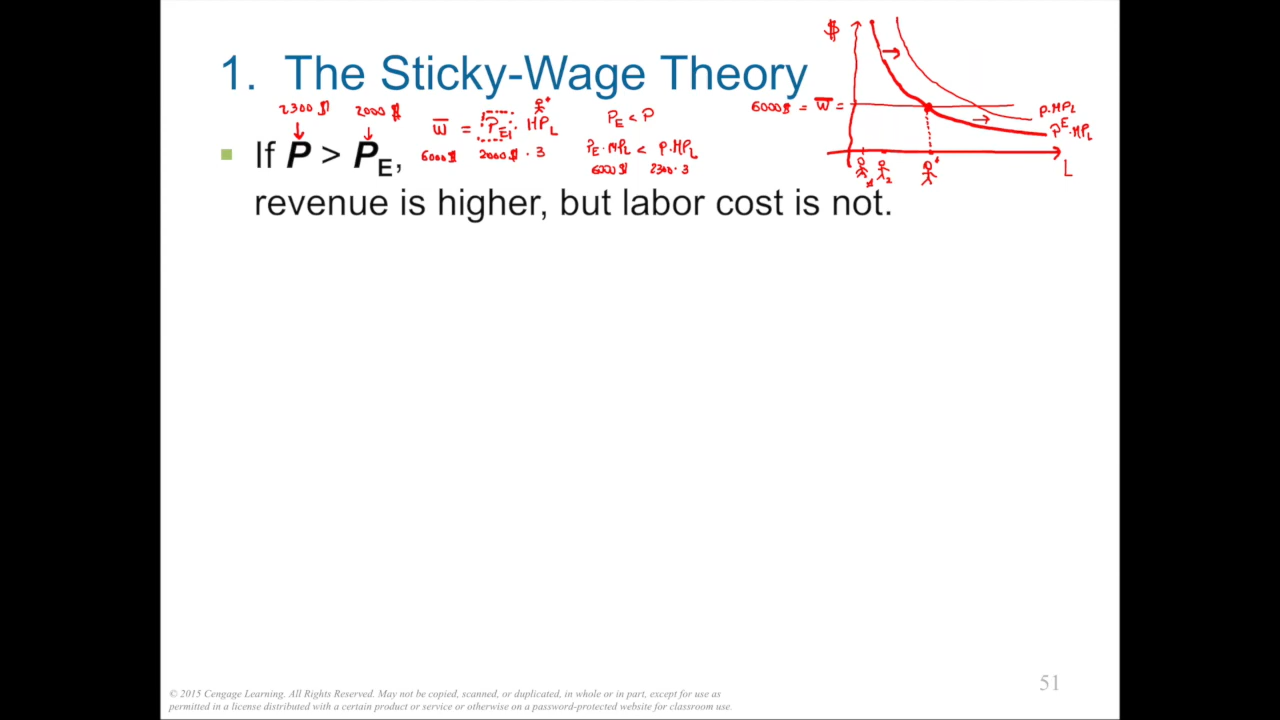 1. The Sticky-Wage Theory
2300 $ 2000 $
If P > PE,
W̅ = PE · MPL
6000$ 2000$ · 3
PE < P
PE · MPL < P · MPL
6000$ 2300 · 3
revenue is higher, but labor cost is not.
$
6000$ = W̅ =
P · MPL
PE · MPL
L
2
© 2015 Cengage Learning. All Rights Reserved. May not be copied, scanned, or duplicated, in whole or in part, except for use as
permitted in a license distributed with a certain product or service or otherwise on a password-protected website for classroom use.
51